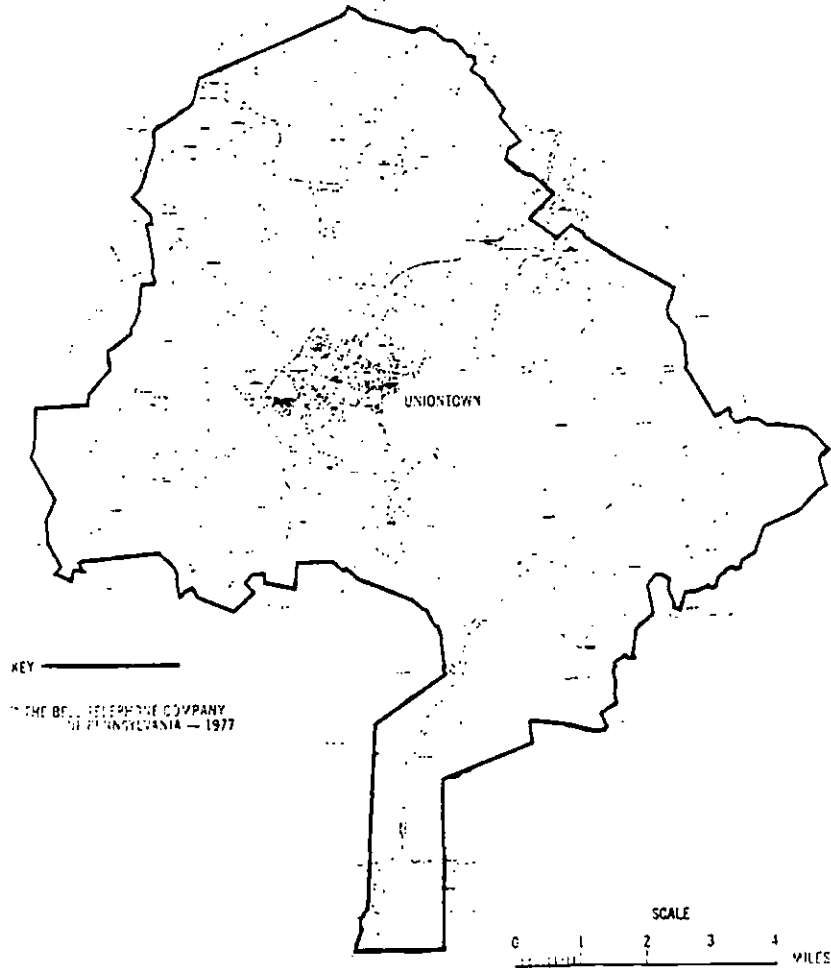 UNIONTOWN
KEY
THE BELL TELEPHONE COMPANY
OF PENNSYLVANIA — 1977
SCALE
0 1 2 3 4
MILES